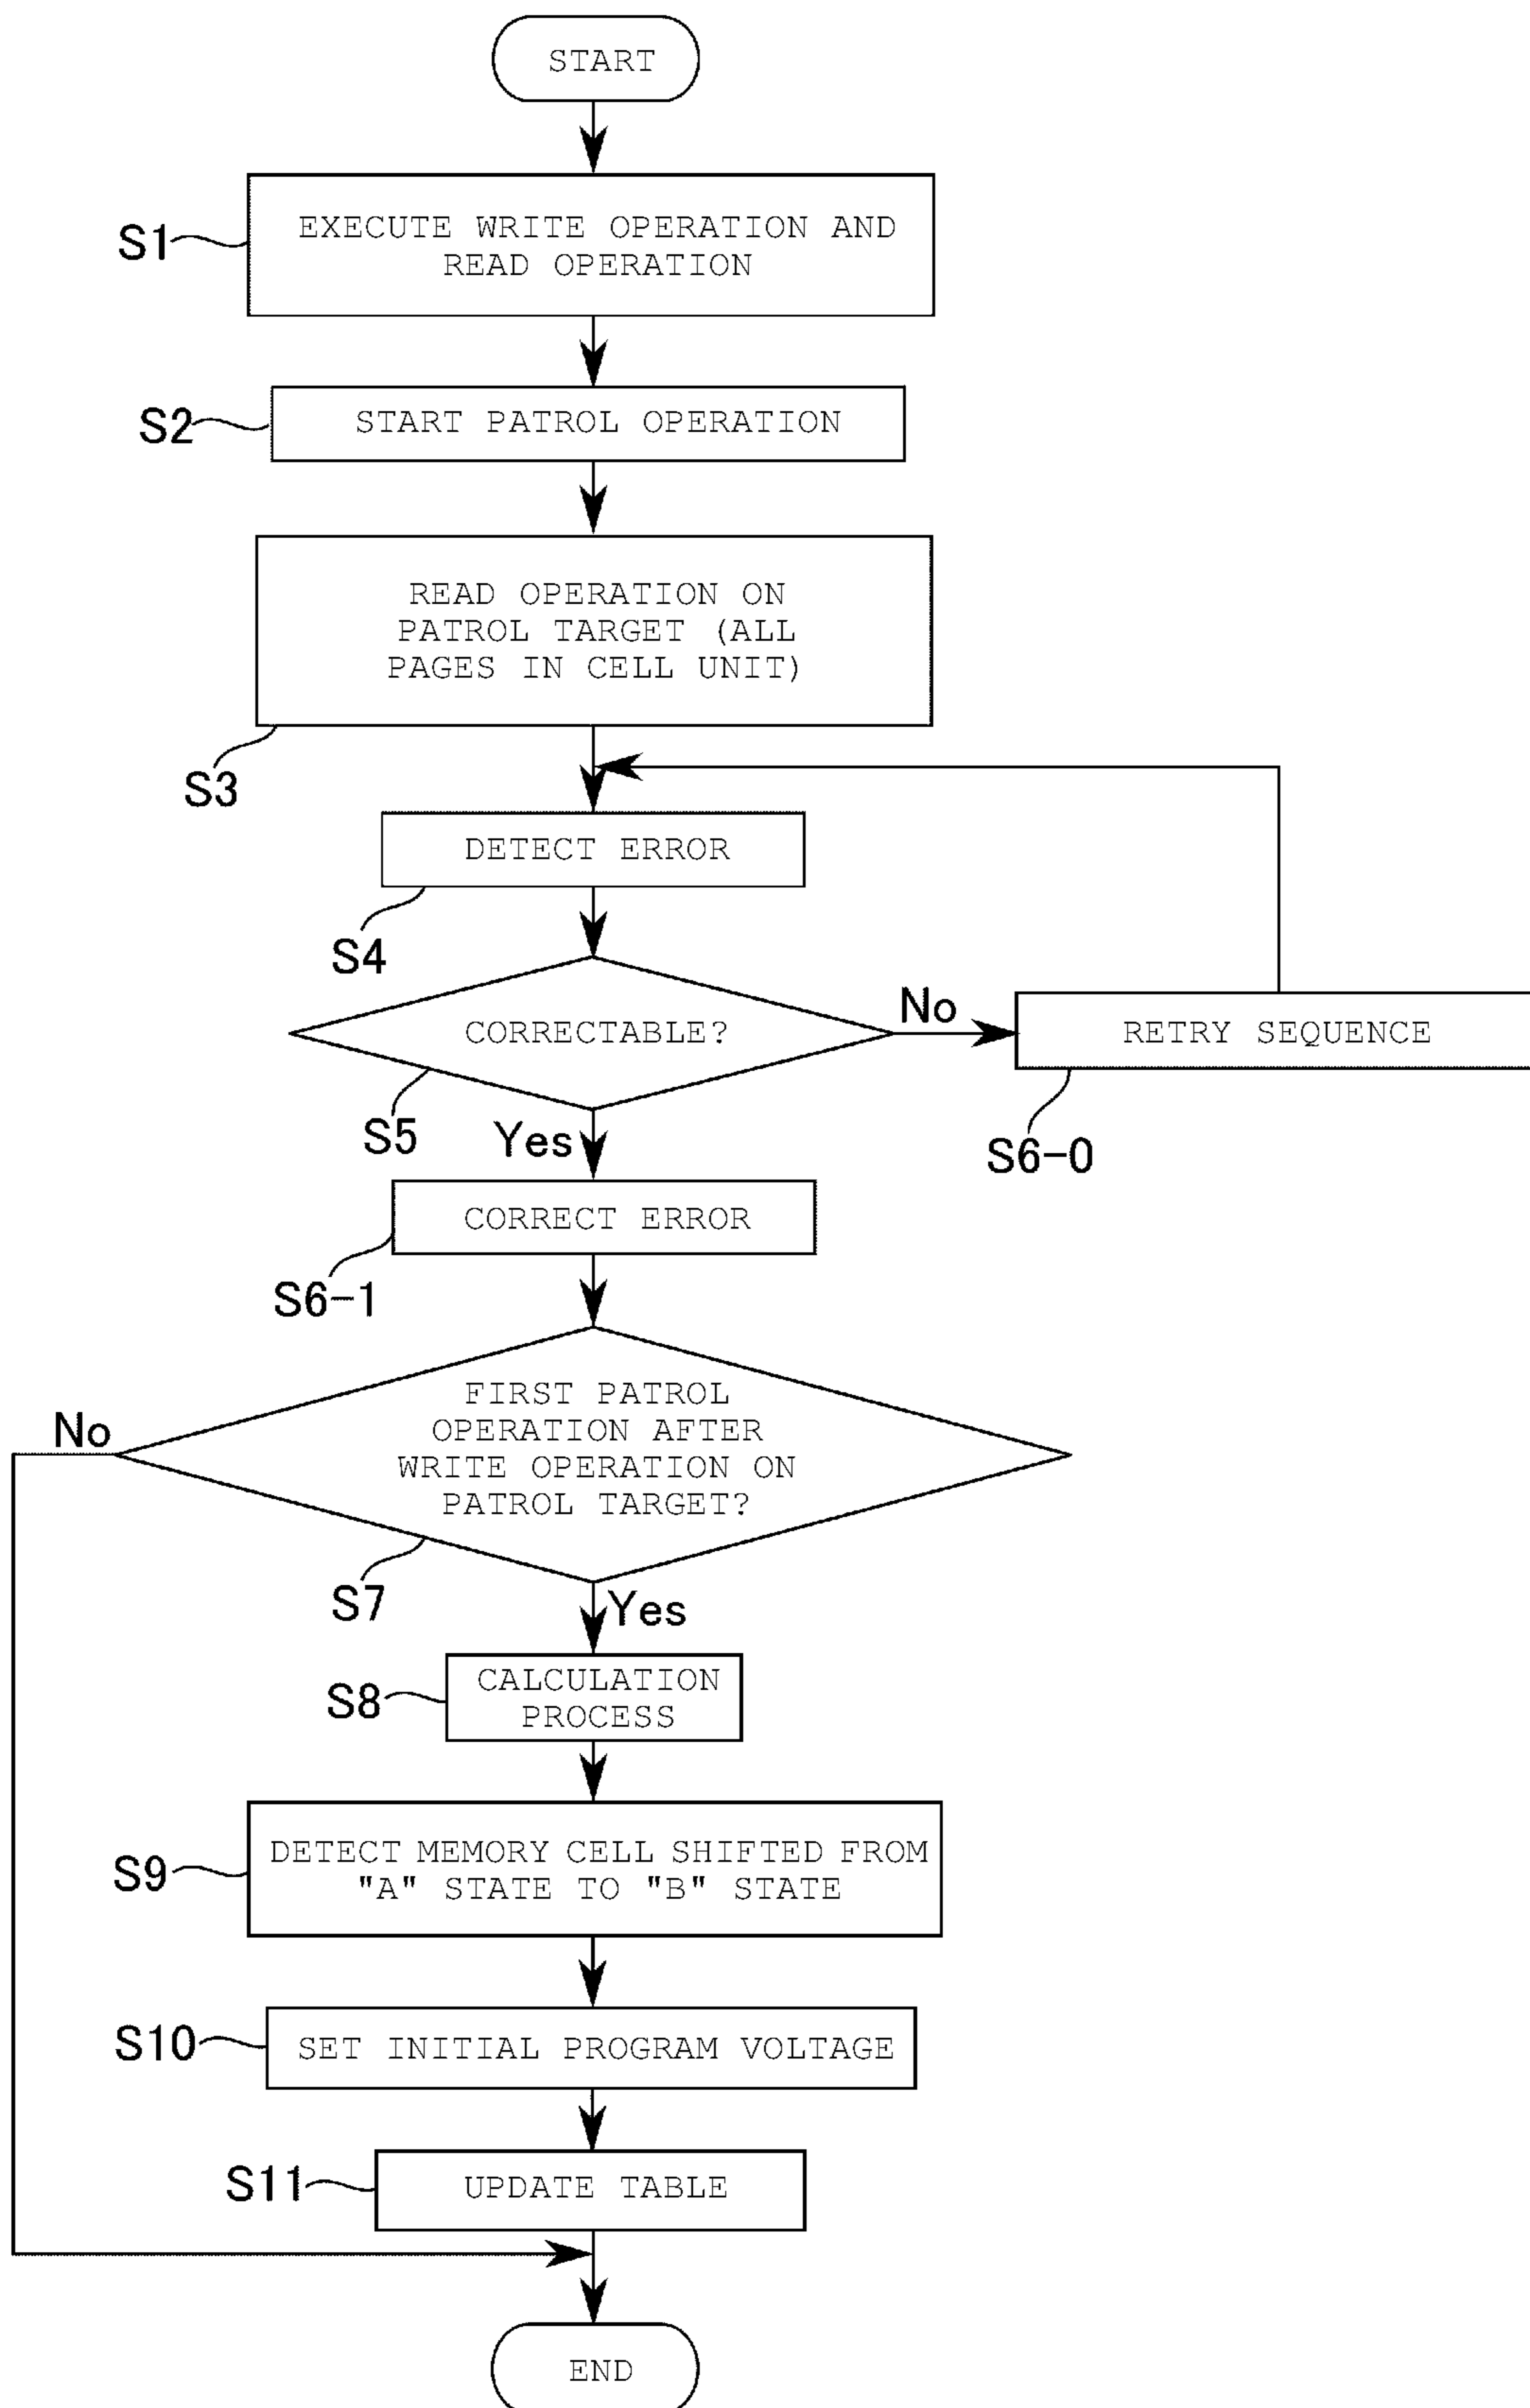 START
S1
EXECUTE WRITE OPERATION AND
READ OPERATION
S2
START PATROL OPERATION
READ OPERATION ON
PATROL TARGET (ALL
PAGES IN CELL UNIT)
S3
DETECT ERROR
S4
CORRECTABLE?
No
RETRY SEQUENCE
S5
Yes
S6-0
CORRECT ERROR
S6-1
FIRST PATROL
OPERATION AFTER
WRITE OPERATION ON
PATROL TARGET?
No
S7
Yes
S8
CALCULATION
PROCESS
S9
DETECT MEMORY CELL SHIFTED FROM
"A" STATE TO "B" STATE
S10
SET INITIAL PROGRAM VOLTAGE
S11
UPDATE TABLE
END